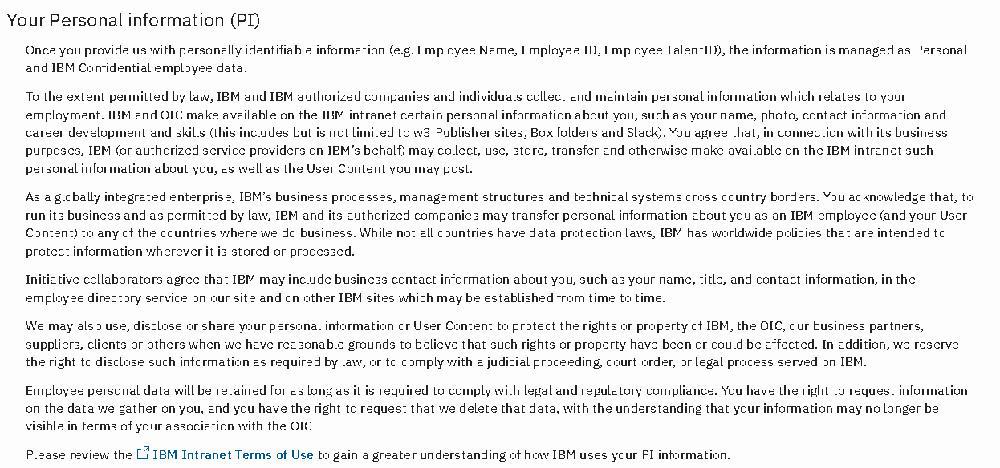 Your Personal information (PI)
Once you provide us with personally identifiable information (e.g. Employee Name, Employee ID, Employee TalentID), the information is managed as Personal
and IBM Confidential employee data.
To the extent permitted by law, IBM and IBM authorized companies and individuals collect and maintain personal information which relates to your
employment. IBM and OIC make available on the IBM intranet certain personal information about you, such as your name, photo, contact information and
career development and skills (this includes but is not limited to w3 Publisher sites, Box folders and Slack). You agree that, in connection with its business
purposes, IBM (or authorized service providers on IBM’s behalf) may collect, use, store, transfer and otherwise make available on the IBM intranet such
personal information about you, as well as the User Content you may post.
As a globally integrated enterprise, IBM’s business processes, management structures and technical systems cross country borders. You acknowledge that, to
run its business and as permitted by law, IBM and its authorized companies may transfer personal information about you as an IBM employee (and your User
Content) to any of the countries where we do business. While not all countries have data protection laws, IBM has worldwide policies that are intended to
protect information wherever it is stored or processed.
Initiative collaborators agree that IBM may include business contact information about you, such as your name, title, and contact information, in the
employee directory service on our site and on other IBM sites which may be established from time to time.
We may also use, disclose or share your personal information or User Content to protect the rights or property of IBM, the OIC, our business partners,
suppliers, clients or others when we have reasonable grounds to believe that such rights or property have been or could be affected. In addition, we reserve
the right to disclose such information as required by law, or to comply with a judicial proceeding, court order, or legal process served on IBM.
Employee personal data will be retained for as long as it is required to comply with legal and regulatory compliance. You have the right to request information
on the data we gather on you, and you have the right to request that we delete that data, with the understanding that your information may no longer be
visible in terms of your association with the OIC
Please review the IBM Intranet Terms of Use to gain a greater understanding of how IBM uses your PI information.